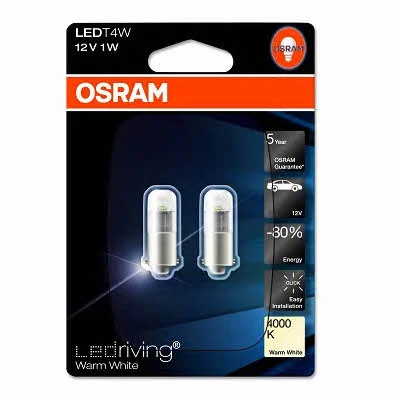 LEDT4W
12V 1W
OSRAM
OSRAM
5 Year
OSRAM
Guarantee*
12V
-80%
Energy
CLICK
Easy
Installation
4000
K
Warm White
Ledriving®
Warm White